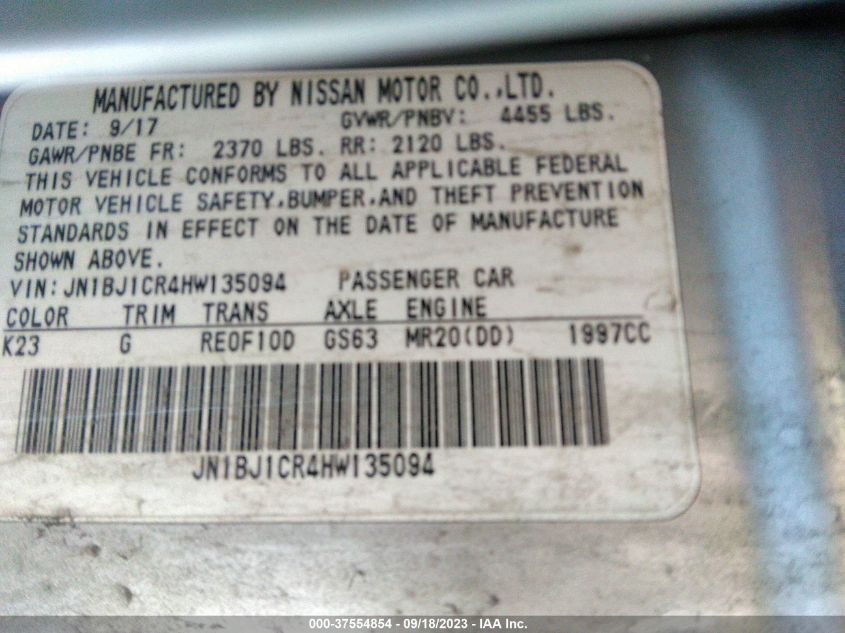 MANUFACTURED BY NISSAN MOTOR CO.,LTD.
DATE: 9/17 GVWR/PNBV: 4455 LBS.
GAWR/PNBE FR: 2370 LBS. RR: 2120 LBS.
THIS VEHICLE CONFORMS TO ALL APPLICABLE FEDERAL
MOTOR VEHICLE SAFETY,BUMPER,AND THEFT PREVENTION
STANDARDS IN EFFECT ON THE DATE OF MANUFACTURE
SHOWN ABOVE.
VIN: JN1BJ1CR4HW135094 PASSENGER CAR
COLOR TRIM TRANS AXLE ENGINE
K23 G RE0F10D GS63 MR20(DD) 1997CC
JN1BJ1CR4HW135094
000-37554854 - 09/18/2023 - IAA Inc.